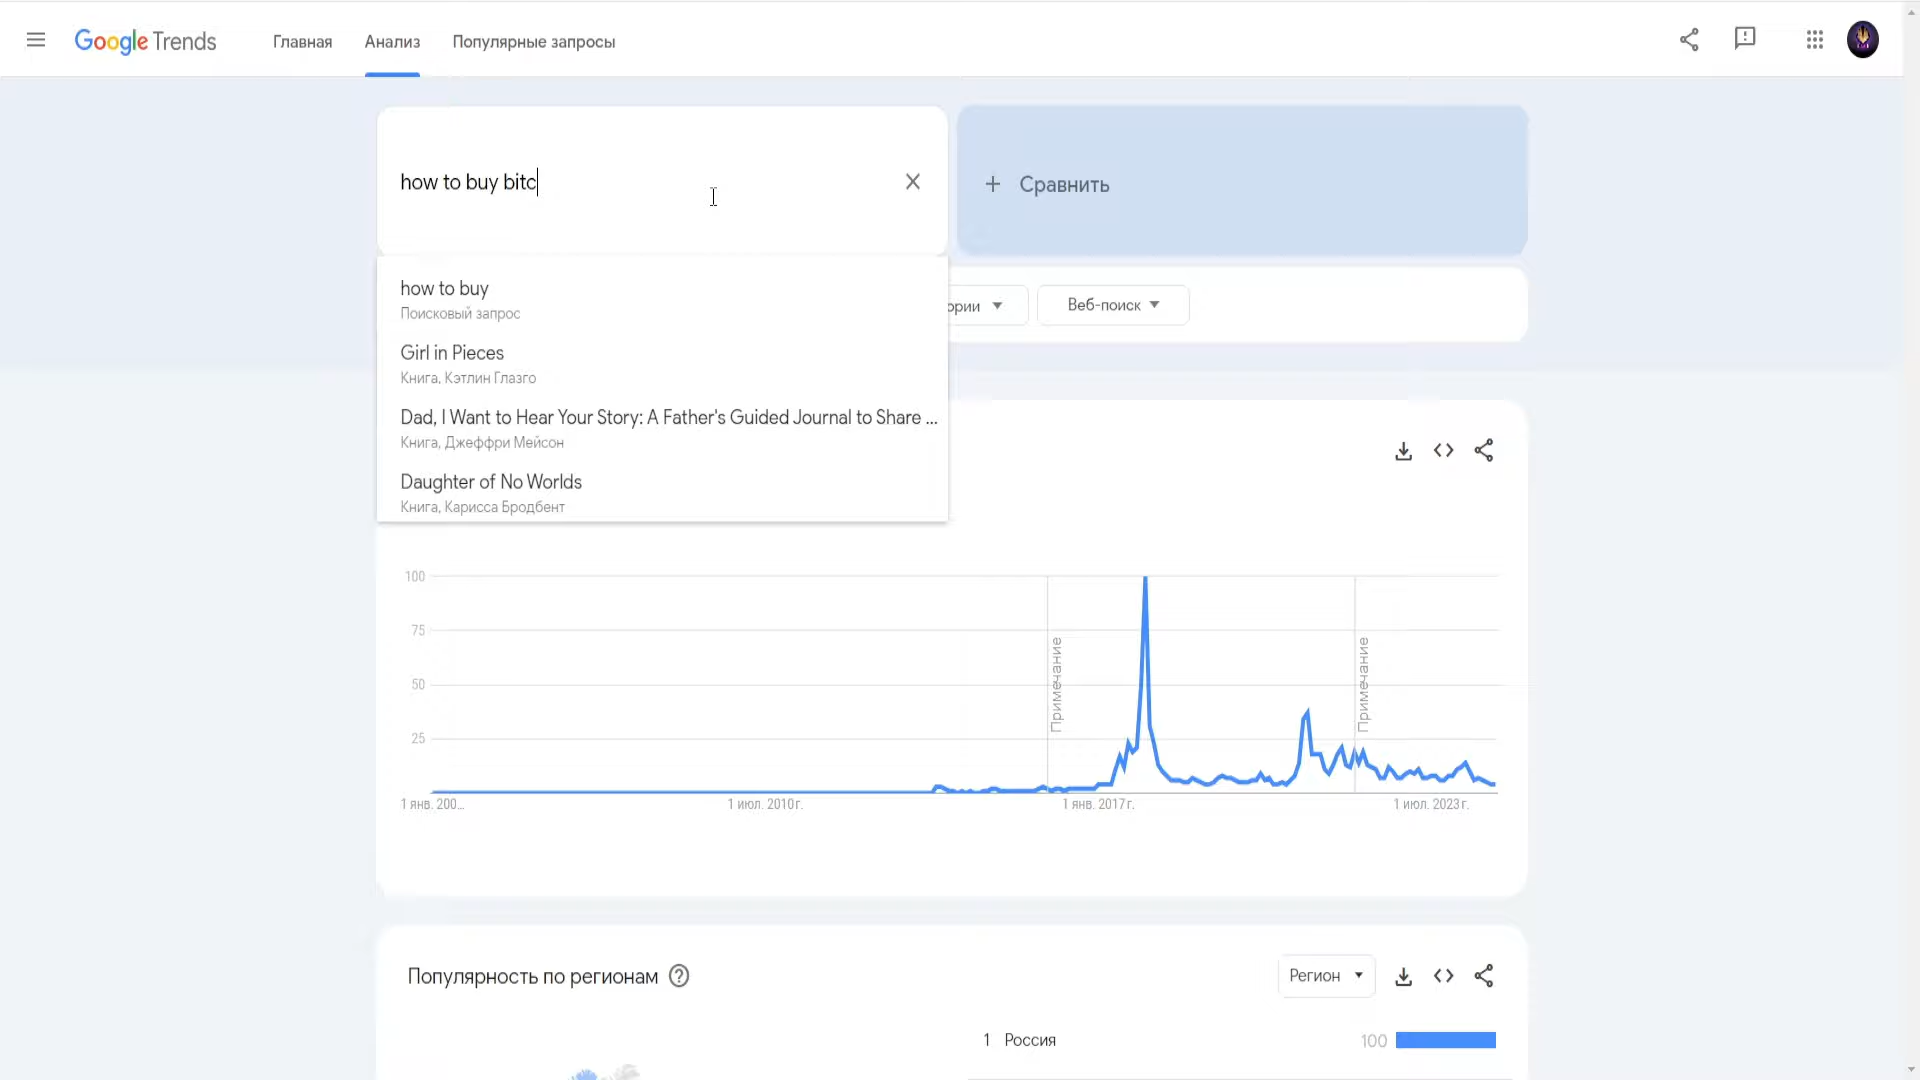 Google Trends
Главная
Анализ
Популярные запросы
how to buy bitc
+ Сравнить
how to buy
Поисковый запрос
Girl in Pieces
Книга, Кэтлин Глазго
Dad, I Want to Hear Your Story: A Father's Guided Journal to Share ...
Книга, Джеффри Мейсон
Daughter of No Worlds
Книга, Карисса Бродбент
ории
Веб-поиск
100
75
50
25
Примечание
Примечание
1 янв. 200...
1 июл. 2010 г.
1 янв. 2017 г.
1 июл. 2023 г.
Популярность по регионам
Регион
1 Россия 100